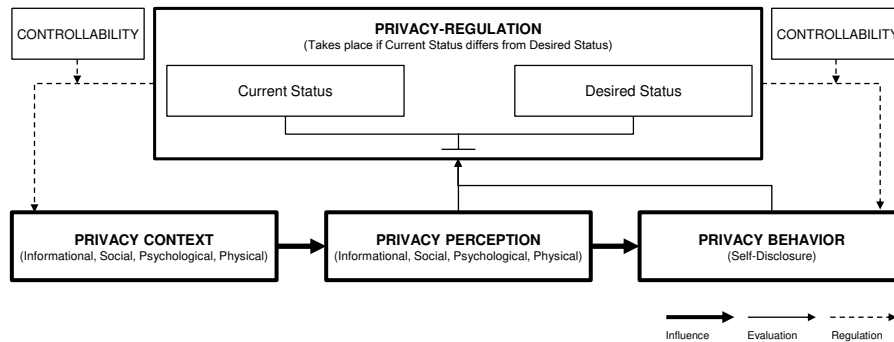 CONTROLLABILITY
PRIVACY-REGULATION
(Takes place if Current Status differs from Desired Status)
CONTROLLABILITY
Current Status
Desired Status
PRIVACY CONTEXT
(Informational, Social, Psychological, Physical)
PRIVACY PERCEPTION
(Informational, Social, Psychological, Physical)
PRIVACY BEHAVIOR
(Self-Disclosure)
Influence
Evaluation
Regulation